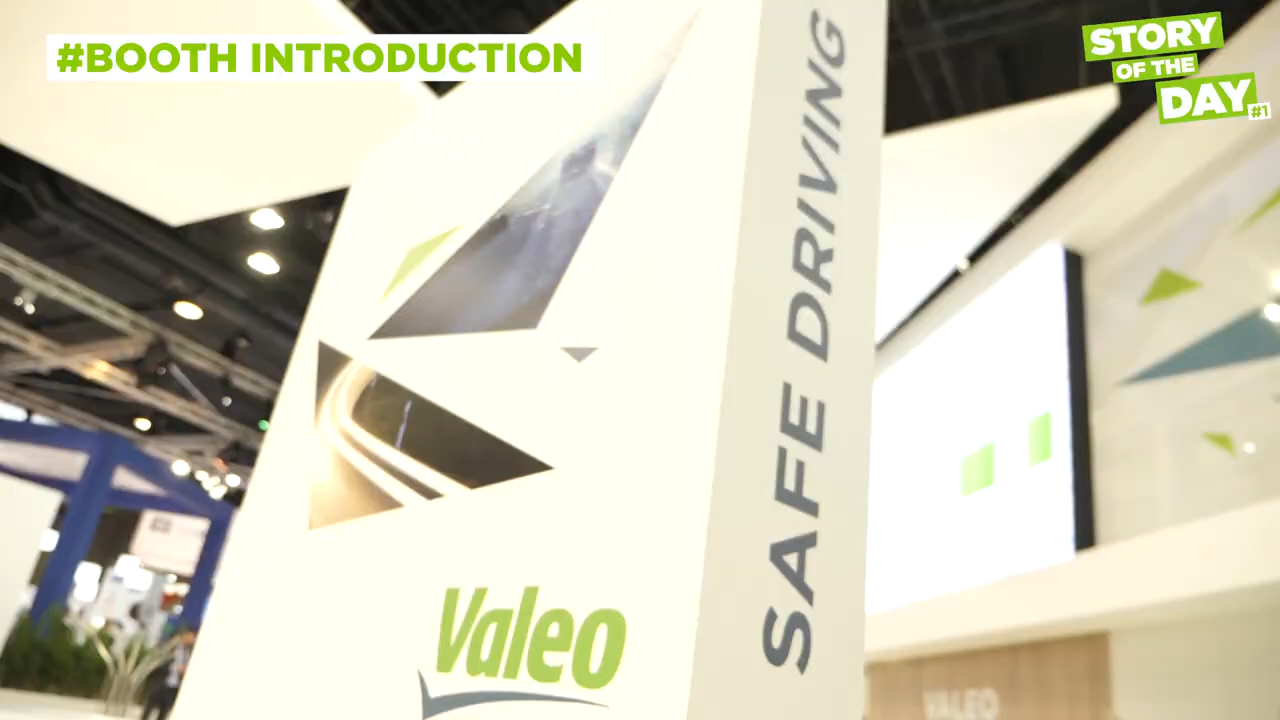 #BOOTH INTRODUCTION
STORY
OF THE
DAY
#1
SAFE DRIVING
Valeo
VALEO